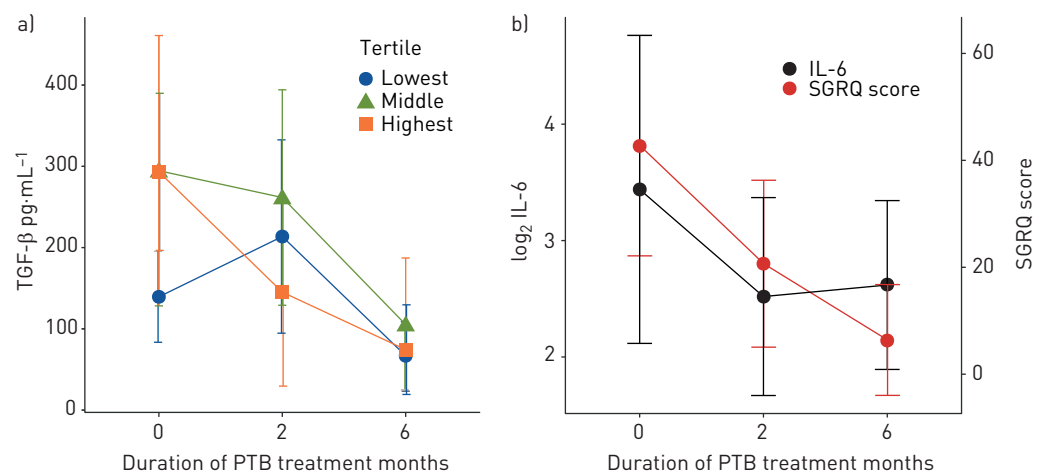 a)
TGF-β pg·mL⁻¹
400
300
200
100
0
Tertile
Lowest
Middle
Highest
0 2 6
Duration of PTB treatment months
b)
log₂ IL-6
4
3
2
IL-6
SGRQ score
60
40
20
0
SGRQ score
0 2 6
Duration of PTB treatment months